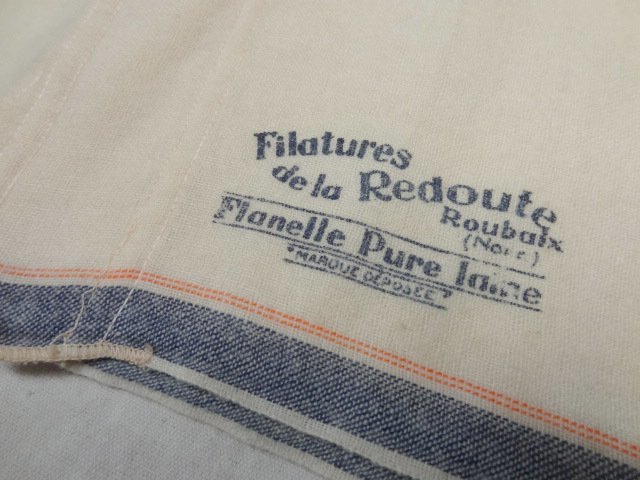 Filatures
de la Redoute
Roubaix
(Nord)
Flanelle Pure laine
"MARQUE DÉPOSÉE"